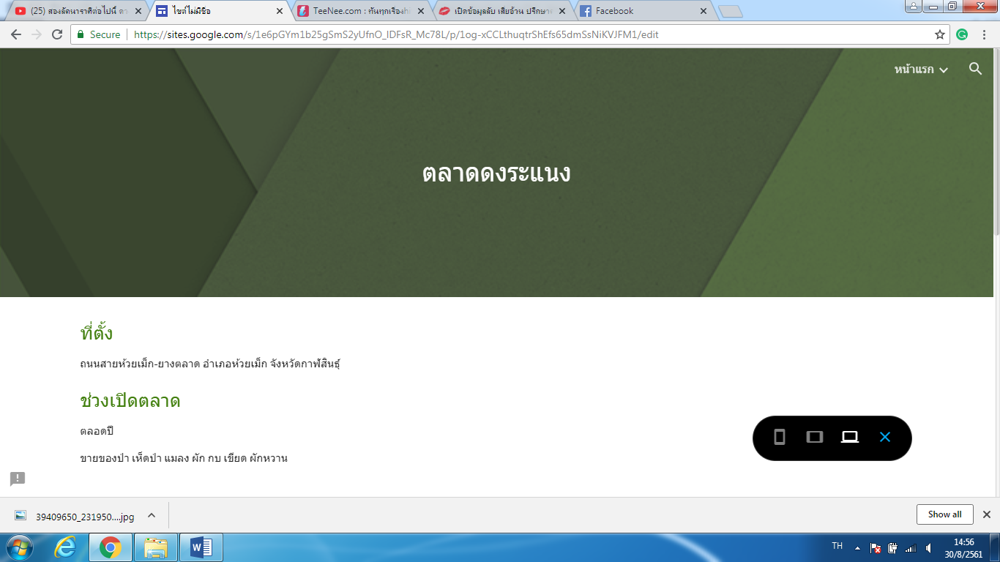 (25) สองลัดนาราคีต่อไปนี้ ดว
ไซต์ไม่มีชื่อ
TeeNee.com : ทันทุกเรื่อง
เปิดข้อมูลลับ เสี่ยอ้วน ปรึกษา
Facebook
Secure
https://sites.google.com/s/1e6pGYm1b25gSmS2yUfnO_IDFsR_Mc78L/p/1og-xCCLthuqtrShEfs65dmSsNiKVJFM1/edit
หน้าแรก
ตลาดดงระแนง
ที่ตั้ง
ถนนสายห้วยเม็ก-ยางตลาด อำเภอห้วยเม็ก จังหวัดกาฬสินธุ์
ช่วงเปิดตลาด
ตลอดปี
ขายของป่า เห็ดป่า แมลง ผัก กบ เขียด ผักหวาน
39409650_231950....jpg
Show all
TH
14:56
30/8/2561